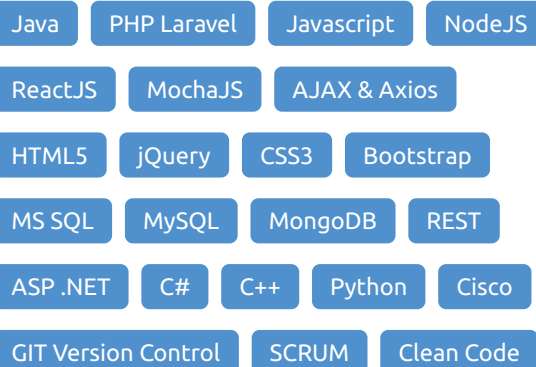 Java PHP Laravel Javascript NodeJS
ReactJS MochaJS AJAX & Axios
HTML5 jQuery CSS3 Bootstrap
MS SQL MySQL MongoDB REST
ASP .NET C# C++ Python Cisco
GIT Version Control SCRUM Clean Code